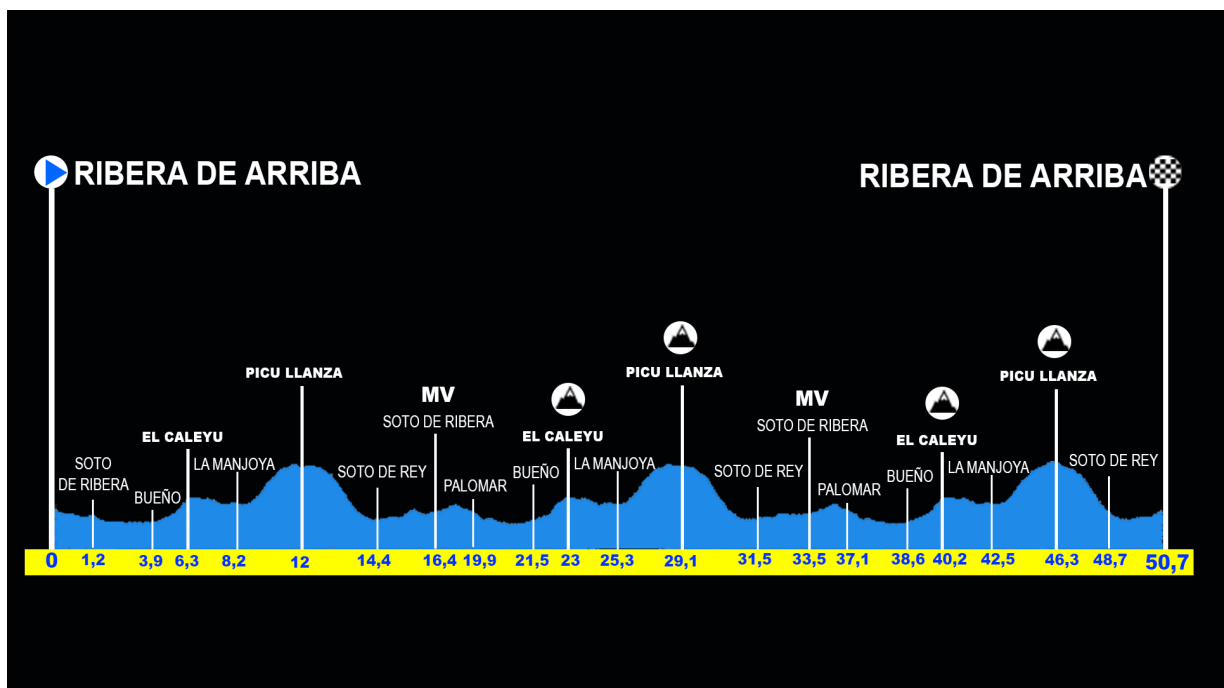 RIBERA DE ARRIBA
RIBERA DE ARRIBA
PICU LLANZA
PICU LLANZA
PICU LLANZA
MV
MV
SOTO DE RIBERA
SOTO DE RIBERA
EL CALEYU
EL CALEYU
EL CALEYU
SOTO
DE RIBERA
BUEÑO
LA MANJOYA
SOTO DE REY
PALOMAR
BUEÑO
LA MANJOYA
SOTO DE REY
PALOMAR
BUEÑO
LA MANJOYA
SOTO DE REY
0 1,2 3,9 6,3 8,2 12 14,4 16,4 19,9 21,5 23 25,3 29,1 31,5 33,5 37,1 38,6 40,2 42,5 46,3 48,7 50,7